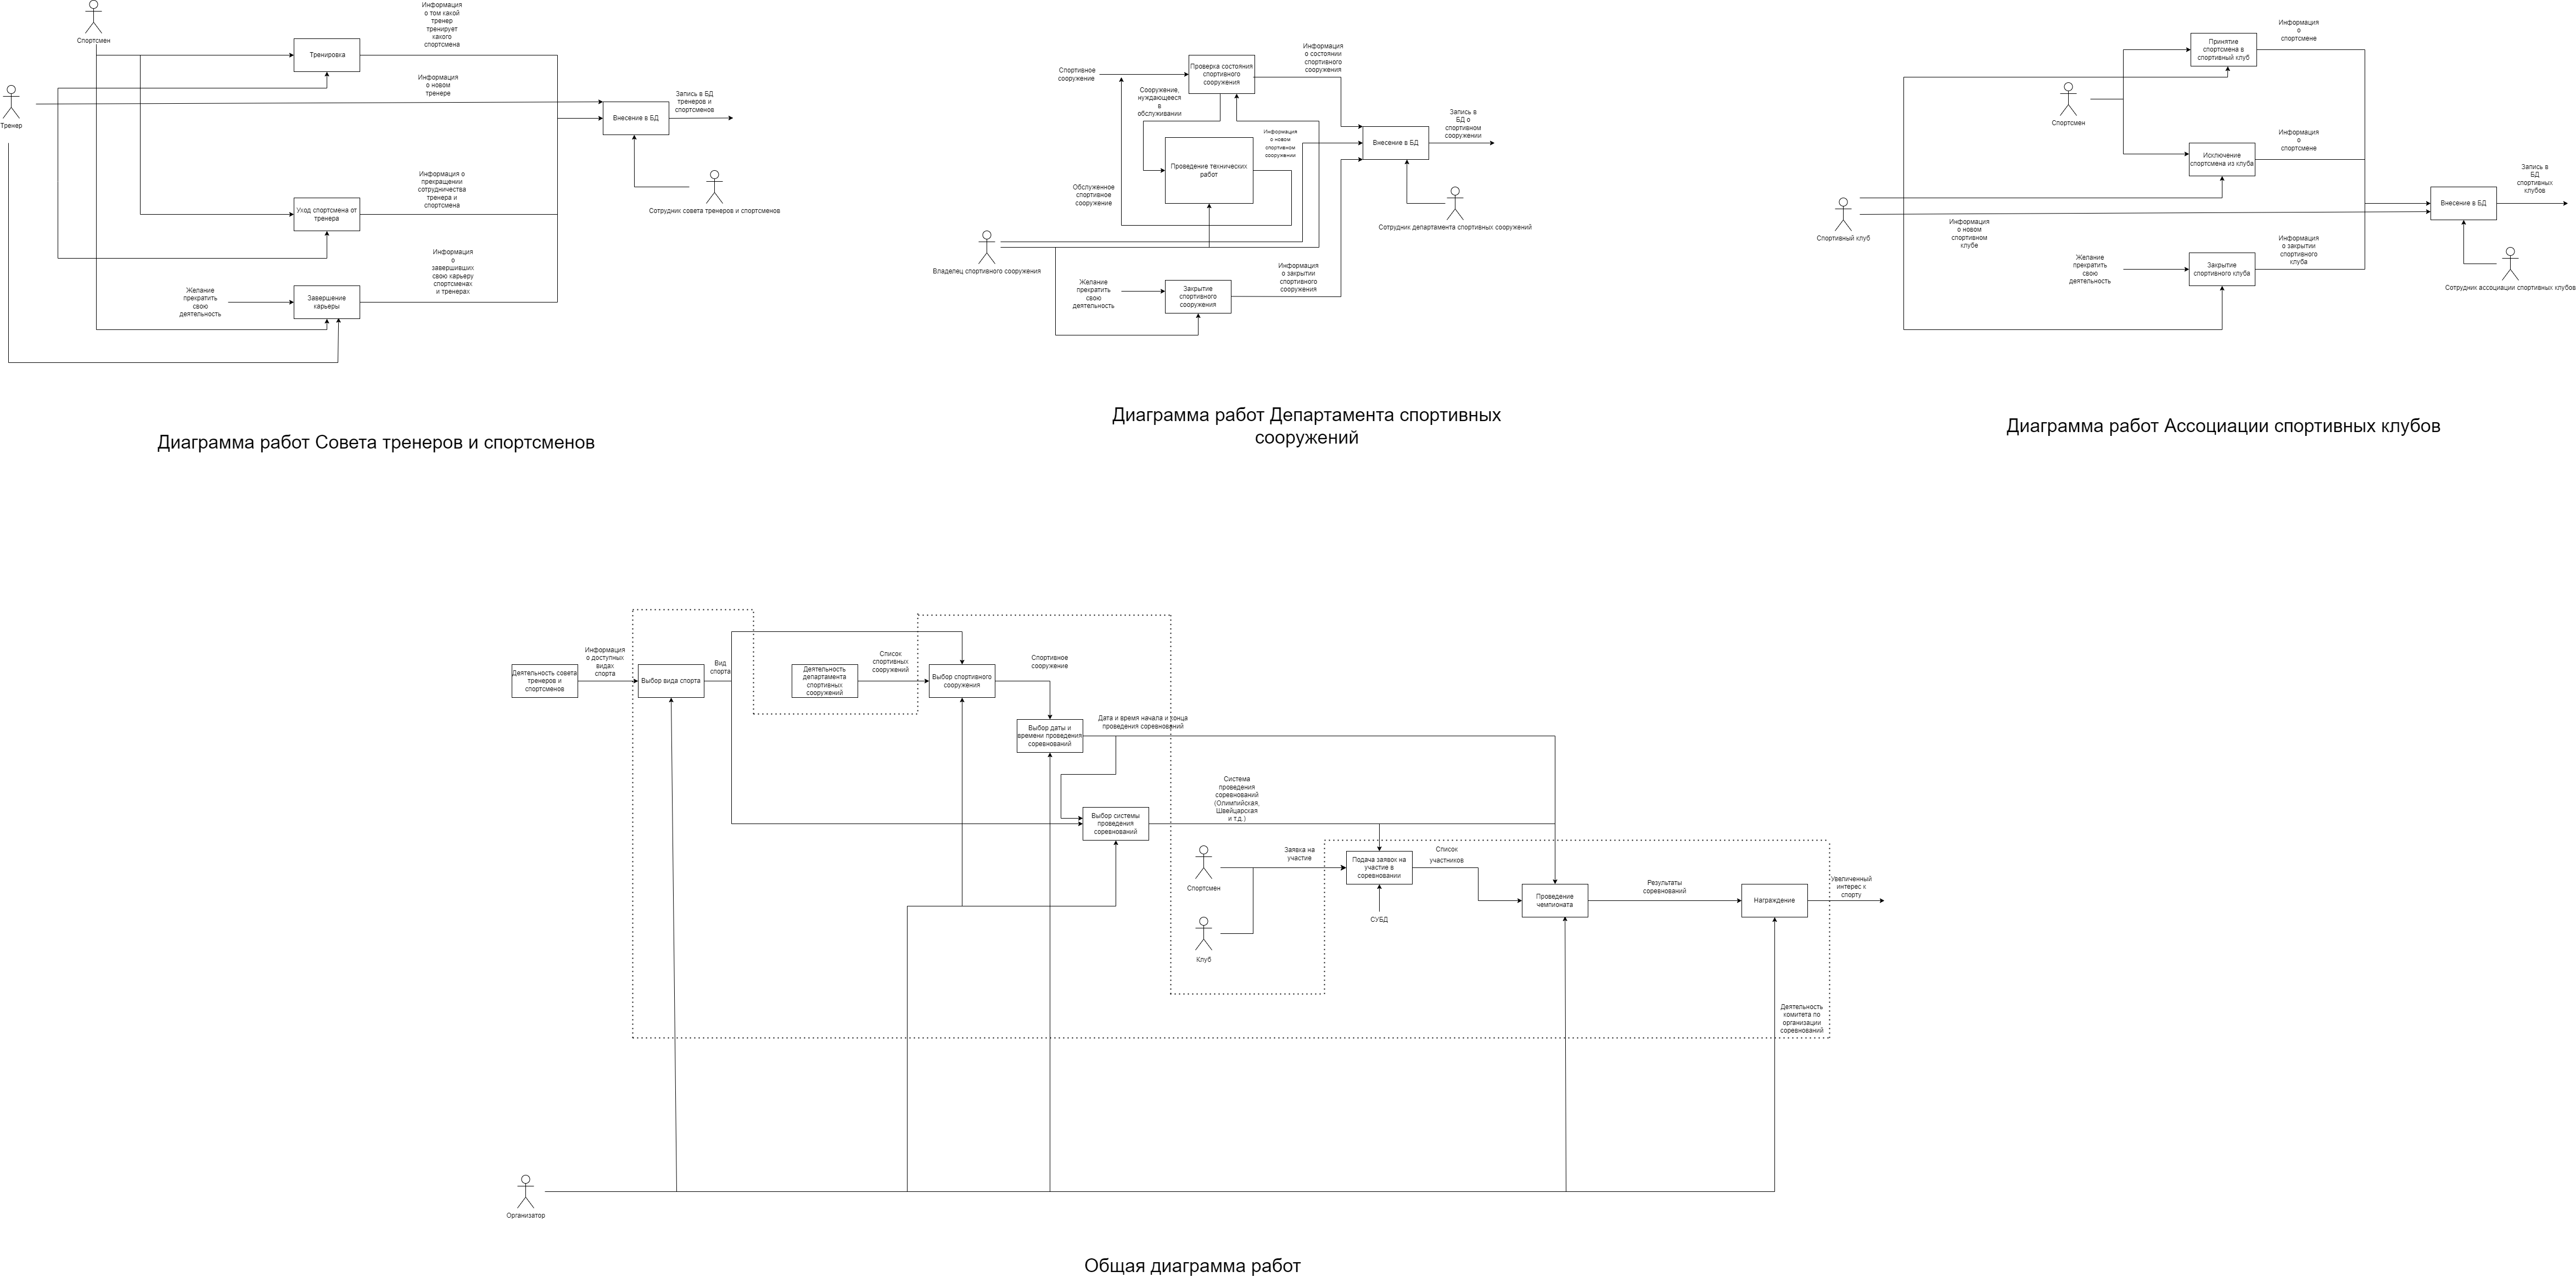 Спортсмен
Тренер
Информация
о том какой
тренер
тренирует
какого
спортсмена
Тренировка
Информация
о новом
тренере
Запись в БД
тренеров и
спортсменов
Внесение в БД
Сотрудник совета тренеров и спортсменов
Информация о
прекращении
сотрудничества
тренера и
спортсмена
Уход спортсмена от
тренера
Информация
о
завершивших
свою карьеру
спортсменах
и тренерах
Желание
прекратить
свою
деятельность
Завершение
карьеры
Диаграмма работ Совета тренеров и спортсменов
Спортивное
сооружение
Проверка состояния
спортивного
сооружения
Информация
о состоянии
спортивного
сооружения
Сооружение,
нуждающееся
в
обслуживании
Информация
о новом
спортивном
сооружении
Проведение технических
работ
Обслуженное
спортивное
сооружение
Внесение в БД
Запись в
БД о
спортивном
сооружении
Сотрудник департамента спортивных сооружений
Владелец спортивного сооружения
Желание
прекратить
свою
деятельность
Закрытие
спортивного
сооружения
Информация
о закрытии
спортивного
сооружения
Диаграмма работ Департамента спортивных
сооружений
Принятие
спортсмена в
спортивный клуб
Информация
о
спортсмене
Спортсмен
Исключение
спортсмена из клуба
Информация
о
спортсмене
Спортивный клуб
Информация
о новом
спортивном
клубе
Внесение в БД
Запись в
БД
спортивных
клубов
Сотрудник ассоциации спортивных клубов
Желание
прекратить
свою
деятельность
Закрытие
спортивного клуба
Информация
о закрытии
спортивного
клуба
Диаграмма работ Ассоциации спортивных клубов
Деятельность совета
тренеров и
спортсменов
Информация
о доступных
видах
спорта
Выбор вида спорта
Вид
спорта
Деятельность
департамента
спортивных
сооружений
Список
спортивных
сооружений
Выбор спортивного
сооружения
Спортивное
сооружение
Выбор даты и
времени проведения
соревнований
Дата и время начала и конца
проведения соревнований
Выбор системы
проведения
соревнований
Система
проведения
соревнований
(Олимпийская,
Швейцарская
и т.д.)
Спортсмен
Клуб
Заявка на
участие
Подача заявок на
участие в
соревновании
СУБД
Список
участников
Проведение
чемпионата
Результаты
соревнований
Награждение
Увеличенный
интерес к
спорту
Деятельность
комитета по
организации
соревнований
Организатор
Общая диаграмма работ